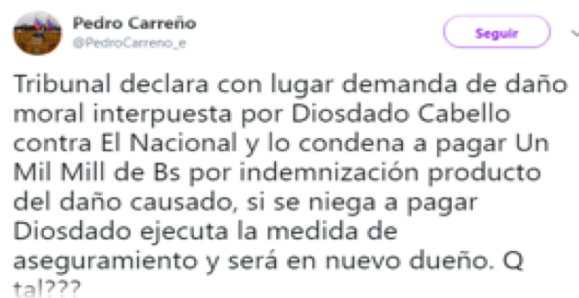 Pedro Carreño
@PedroCarreno_e
Seguir
Tribunal declara con lugar demanda de daño
moral interpuesta por Diosdado Cabello
contra El Nacional y lo condena a pagar Un
Mil Mill de Bs por indemnización producto
del daño causado, si se niega a pagar
Diosdado ejecuta la medida de
aseguramiento y será en nuevo dueño. Q
tal???